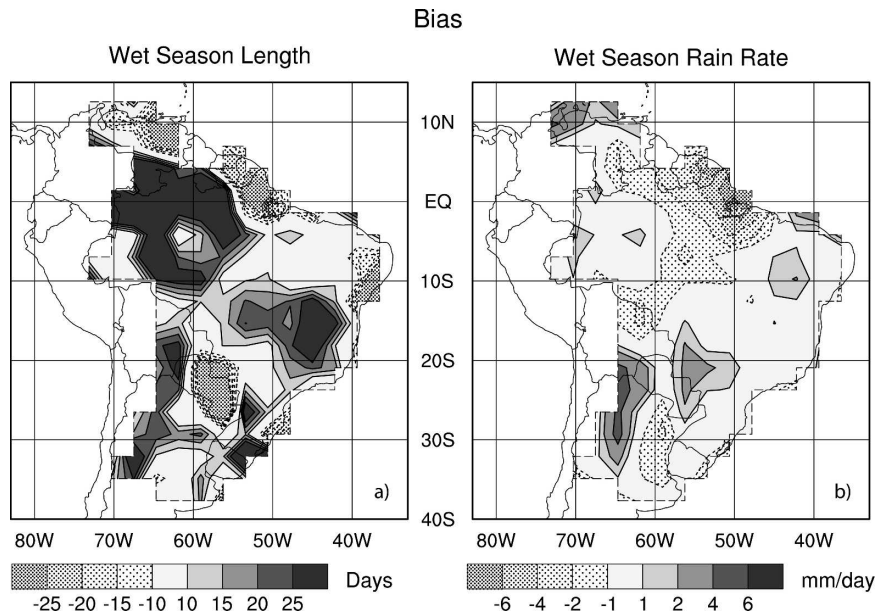 Bias
Wet Season Length
Wet Season Rain Rate
10N
EQ
10S
20S
30S
40S
a)
b)
80W 70W 60W 50W 40W
80W 70W 60W 50W 40W
Days
-25 -20 -15 -10 10 15 20 25
mm/day
-6 -4 -2 -1 1 2 4 6